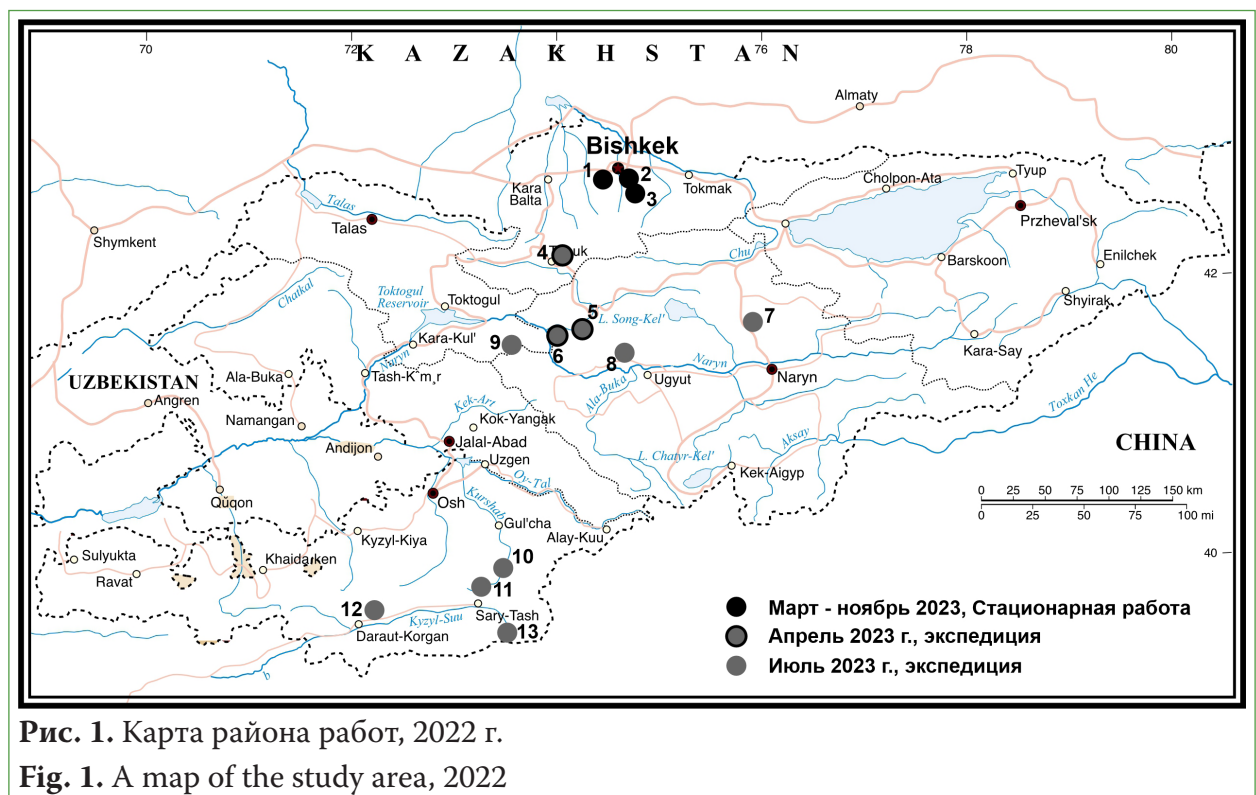 70
72
74
76
78
80
K A Z A K H S T A N
Almaty
Bishkek
1
2
3
Kara
Balta
Tokmak
Cholpon-Ata
Tyup
Talas
Talas
Przheval'sk
Shymkent
4
Chu
Barskoon
Enilchek
42
Chatkal
Toktogul
Reservoir
Toktogul
Shyirak
5
L. Song-Kel'
7
Kara-Kul'
9
6
8
Naryn
Kara-Say
Naryn
UZBEKISTAN
Ala-Buka
Tash-K˚m¸r
Ala-Buka
Ugyut
Naryn
Angren
Toxkan He
Namangan
Kek-Art
Kok-Yangak
Aksay
CHINA
Andijon
Jalal-Abad
L. Chatyr-Kel'
Uzgen
Kek-Aigyp
Oy-Tal
Quqon
Osh
Kurshab
0 25 50 75 100 125 150 km
0 25 50 75 100 mi
Gul'cha
Kyzyl-Kiya
Alay-Kuu
Sulyukta
Khaidarken
40
Ravat
10
11
12
Sary-Tash
Kyzyl-Suu
Daraut-Korgan
13
b
Март - ноябрь 2023, Стационарная работа
Апрель 2023 г., экспедиция
Июль 2023 г., экспедиция
Рис. 1. Карта района работ, 2022 г.
Fig. 1. A map of the study area, 2022